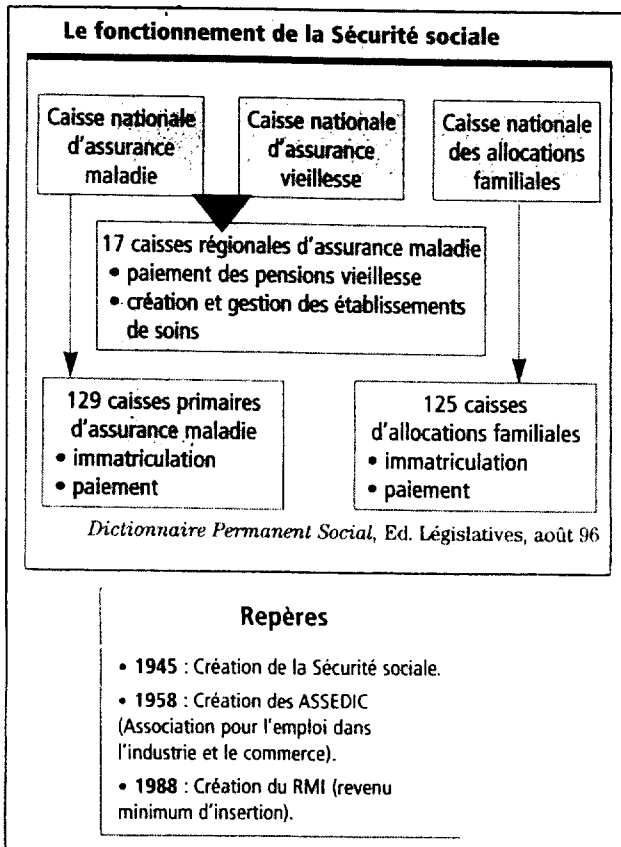 Le fonctionnement de la Sécurité sociale
Caisse nationale
d'assurance
maladie
Caisse nationale
d'assurance
vieillesse
Caisse nationale
des allocations
familiales
17 caisses régionales d'assurance maladie
• paiement des pensions vieillesse
• création et gestion des établissements
de soins
129 caisses primaires
d'assurance maladie
• immatriculation
• paiement
125 caisses
d'allocations familiales
• immatriculation
• paiement
Dictionnaire Permanent Social, Ed. Législatives, août 96
Repères
• 1945 : Création de la Sécurité sociale.
• 1958 : Création des ASSEDIC
(Association pour l'emploi dans
l'industrie et le commerce).
• 1988 : Création du RMI (revenu
minimum d'insertion).